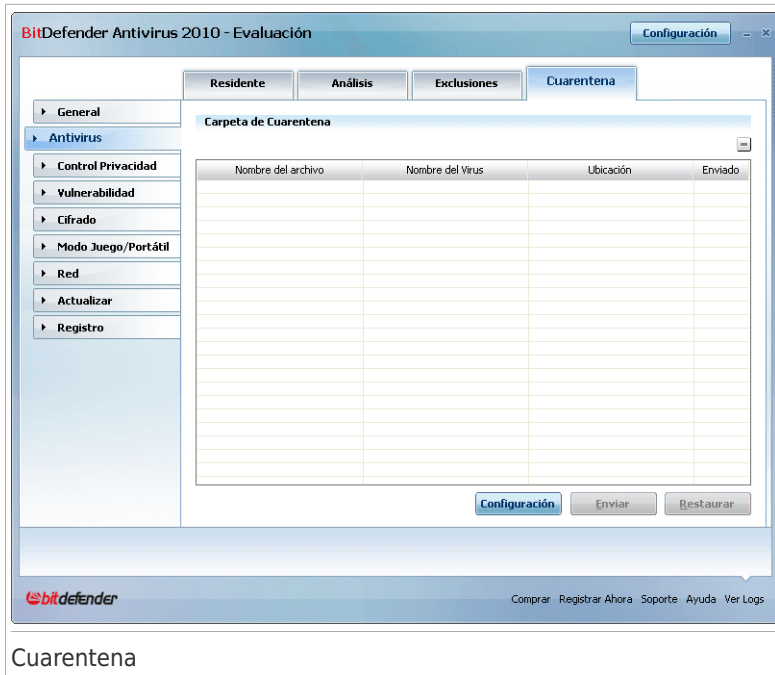 BitDefender Antivirus 2010 - Evaluación
Configuración
Residente
Análisis
Exclusiones
Cuarentena
General
Antivirus
Control Privacidad
Vulnerabilidad
Cifrado
Modo Juego/Portátil
Red
Actualizar
Registro
Carpeta de Cuarentena
Nombre del archivo
Nombre del Virus
Ubicación
Enviado
Configuración
Enviar
Restaurar
bitdefender
Comprar Registrar Ahora Soporte Ayuda Ver Logs
Cuarentena